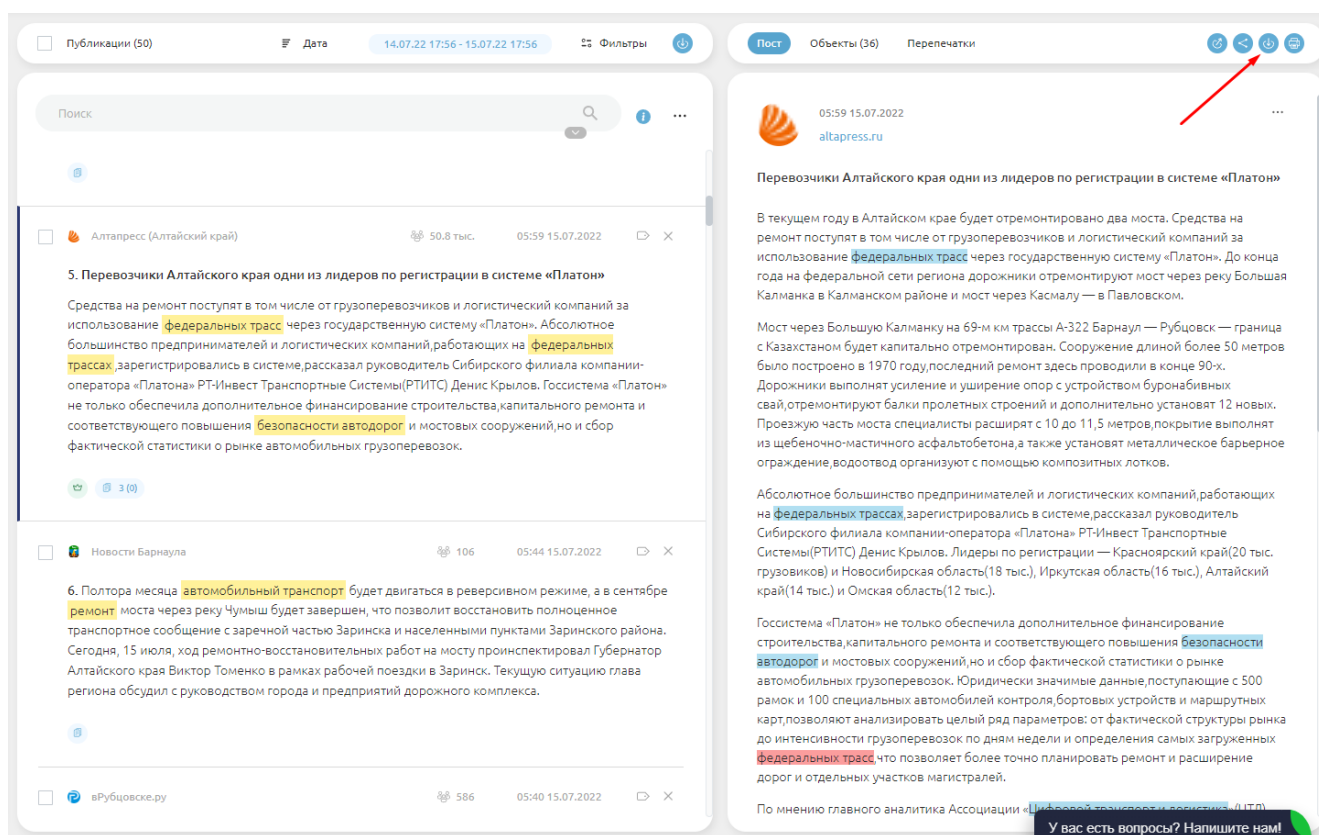 Публикации (50)
Дата
14.07.22 17:56 - 15.07.22 17:56
Фильтры
Поиск
Алтапресс (Алтайский край)
50.8 тыс.
05:59 15.07.2022
5. Перевозчики Алтайского края одни из лидеров по регистрации в системе «Платон»
Средства на ремонт поступят в том числе от грузоперевозчиков и логистический компаний за
использование федеральных трасс через государственную систему «Платон». Абсолютное
большинство предпринимателей и логистических компаний,работающих на федеральных
трассах ,зарегистрировались в системе,рассказал руководитель Сибирского филиала компании-
оператора «Платона» РТ-Инвест Транспортные Системы(РТИТС) Денис Крылов. Госсистема «Платон»
не только обеспечила дополнительное финансирование строительства,капитального ремонта и
соответствующего повышения безопасности автодорог и мостовых сооружений,но и сбор
фактической статистики о рынке автомобильных грузоперевозок.
3 (0)
Новости Барнаула
106
05:44 15.07.2022
6. Полтора месяца автомобильный транспорт будет двигаться в реверсивном режиме, а в сентябре
ремонт моста через реку Чумыш будет завершен, что позволит восстановить полноценное
транспортное сообщение с заречной частью Заринска и населенными пунктами Заринского района.
Сегодня, 15 июля, ход ремонтно-восстановительных работ на мосту проинспектировал Губернатор
Алтайского края Виктор Томенко в рамках рабочей поездки в Заринск. Текущую ситуацию глава
региона обсудил с руководством города и предприятий дорожного комплекса.
вРубцовске.ру
586
05:40 15.07.2022
Пост
Объекты (36)
Перепечатки
05:59 15.07.2022
altapress.ru
Перевозчики Алтайского края одни из лидеров по регистрации в системе «Платон»
В текущем году в Алтайском крае будет отремонтировано два моста. Средства на
ремонт поступят в том числе от грузоперевозчиков и логистический компаний за
использование федеральных трасс через государственную систему «Платон». До конца
года на федеральной сети региона дорожники отремонтируют мост через реку Большая
Калманка в Калманском районе и мост через Касмалу — в Павловском.
Мост через Большую Калманку на 69-м км трассы А-322 Барнаул — Рубцовск — граница
с Казахстаном будет капитально отремонтирован. Сооружение длиной более 50 метров
было построено в 1970 году,последний ремонт здесь проводили в конце 90-х.
Дорожники выполнят усиление и уширение опор с устройством буронабивных
свай,отремонтируют балки пролетных строений и дополнительно установят 12 новых.
Проезжую часть моста специалисты расширят с 10 до 11,5 метров,покрытие выполнят
из щебеночно-мастичного асфальтобетона,а также установят металлическое барьерное
ограждение,водоотвод организуют с помощью композитных лотков.
Абсолютное большинство предпринимателей и логистических компаний,работающих
на федеральных трассах,зарегистрировались в системе,рассказал руководитель
Сибирского филиала компании-оператора «Платона» РТ-Инвест Транспортные
Системы(РТИТС) Денис Крылов. Лидеры по регистрации — Красноярский край(20 тыс.
грузовиков) и Новосибирская область(18 тыс.), Иркутская область(16 тыс.), Алтайский
край(14 тыс.) и Омская область(12 тыс.).
Госсистема «Платон» не только обеспечила дополнительное финансирование
строительства,капитального ремонта и соответствующего повышения безопасности
автодорог и мостовых сооружений,но и сбор фактической статистики о рынке
автомобильных грузоперевозок. Юридически значимые данные,поступающие с 500
рамок и 100 специальных автомобилей контроля,бортовых устройств и маршрутных
карт,позволяют анализировать целый ряд параметров: от фактической структуры рынка
до интенсивности грузоперевозок по дням недели и определения самых загруженных
федеральных трасс,что позволяет более точно планировать ремонт и расширение
дорог и отдельных участков магистралей.
По мнению главного аналитика Ассоциации «Цифровой транспорт и логистика»(ЦТЛ)
У вас есть вопросы? Напишите нам!